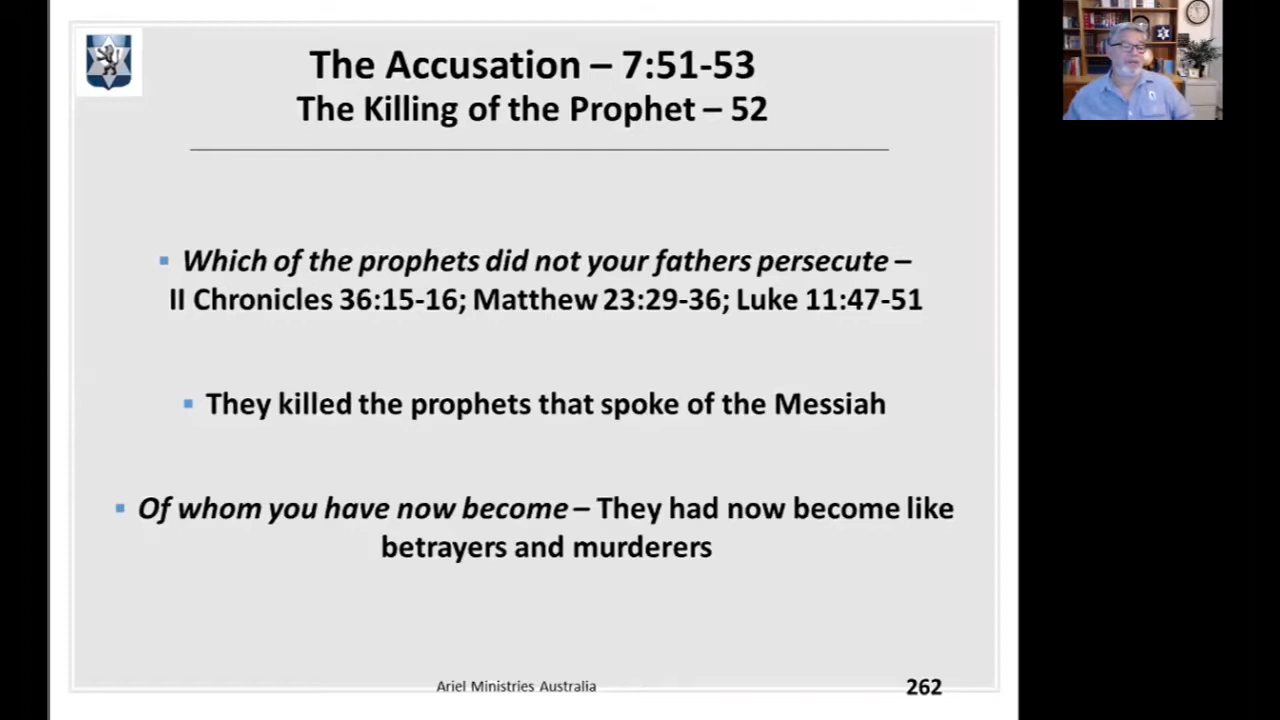 The Accusation – 7:51-53
The Killing of the Prophet – 52
Which of the prophets did not your fathers persecute –
II Chronicles 36:15-16; Matthew 23:29-36; Luke 11:47-51
They killed the prophets that spoke of the Messiah
Of whom you have now become – They had now become like
betrayers and murderers
Ariel Ministries Australia
262